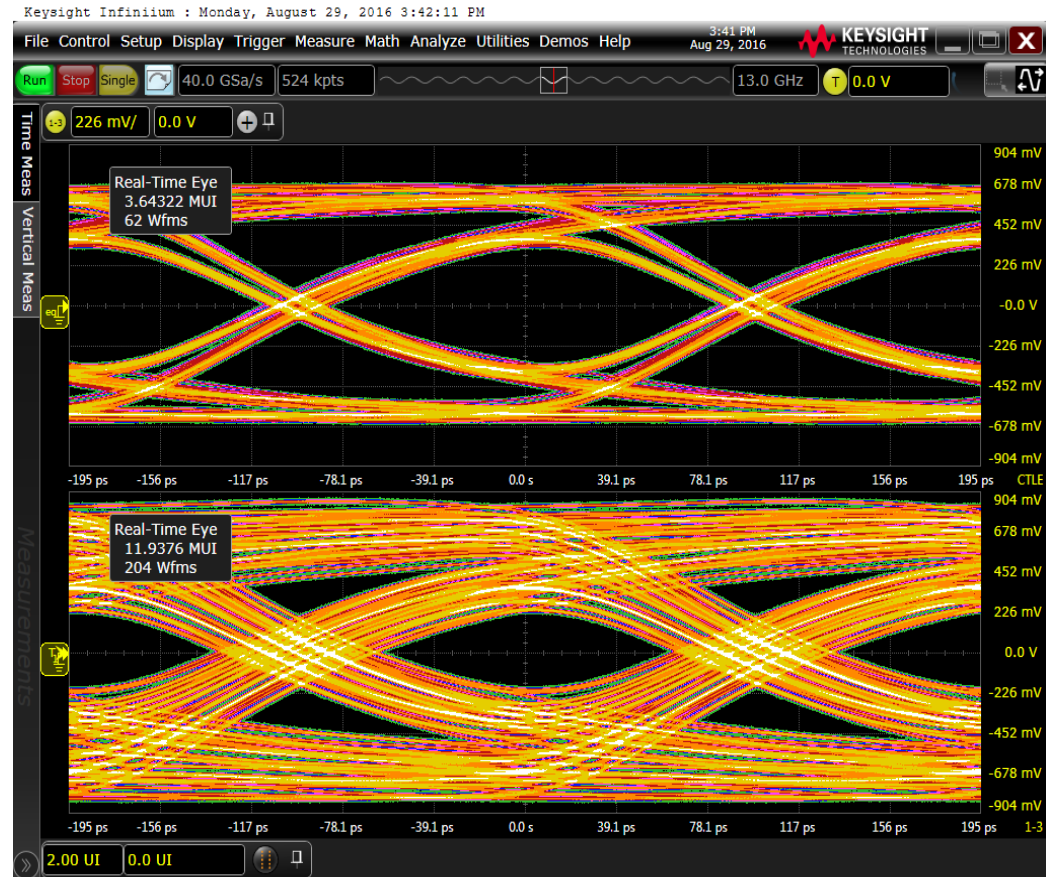 Keysight Infiniium : Monday, August 29, 2016 3:42:11 PM
File Control Setup Display Trigger Measure Math Analyze Utilities Demos Help
3:41 PM
Aug 29, 2016
KEYSIGHT
TECHNOLOGIES
X
Run Stop Single 40.0 GSa/s 524 kpts 13.0 GHz T 0.0 V
1-3 226 mV/ 0.0 V
Time Meas
Vertical Meas
Measurements
904 mV
Real-Time Eye
3.64322 MUI
62 Wfms
678 mV
452 mV
226 mV
eq
-0.0 V
-226 mV
-452 mV
-678 mV
-904 mV
-195 ps -156 ps -117 ps -78.1 ps -39.1 ps 0.0 s 39.1 ps 78.1 ps 117 ps 156 ps 195 ps CTLE
904 mV
Real-Time Eye
11.9376 MUI
204 Wfms
678 mV
452 mV
226 mV
0.0 V
-226 mV
-452 mV
-678 mV
-904 mV
-195 ps -156 ps -117 ps -78.1 ps -39.1 ps 0.0 s 39.1 ps 78.1 ps 117 ps 156 ps 195 ps 1-3
2.00 UI 0.0 UI